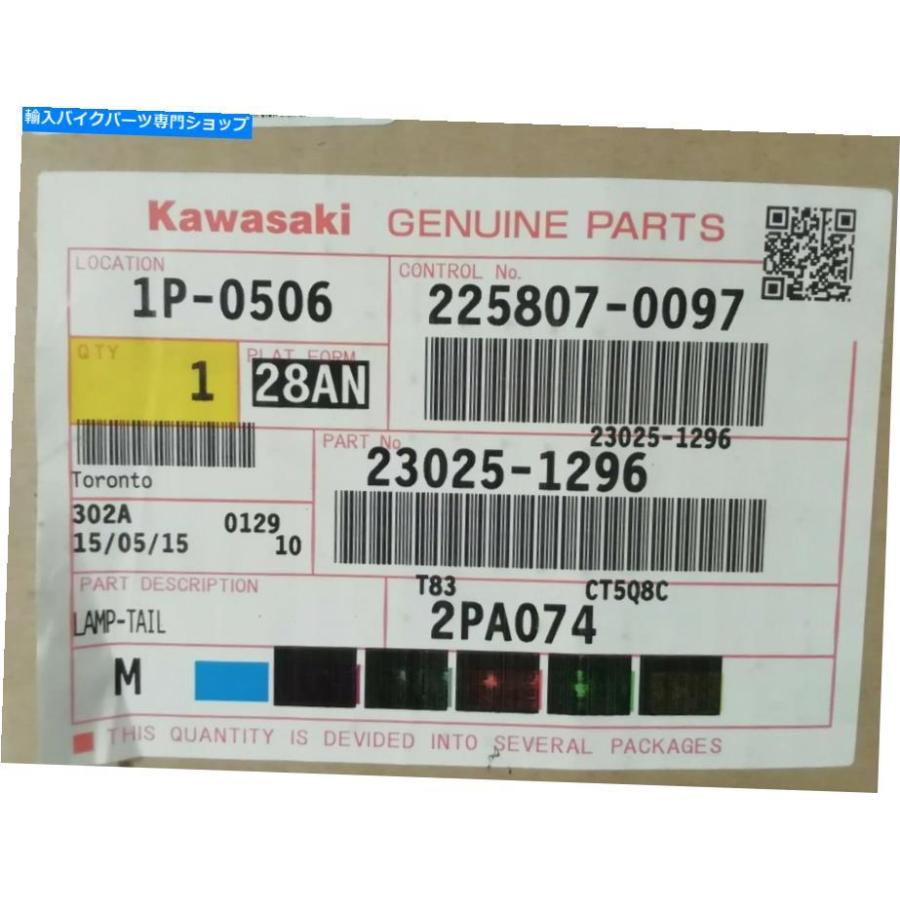 輸入バイクパーツ専門ショップ
Kawasaki GENUINE PARTS
LOCATION
1P-0506
CONTROL No.
225807-0097
QTY
1
PLAT FORM
28AN
23025-1296
PART No
23025-1296
Toronto
302A
0129
15/05/15
10
PART DESCRIPTION
LAMP-TAIL
T83
CT5Q8C
2PA074
M
THIS QUANTITY IS DEVIDED INTO SEVERAL PACKAGES